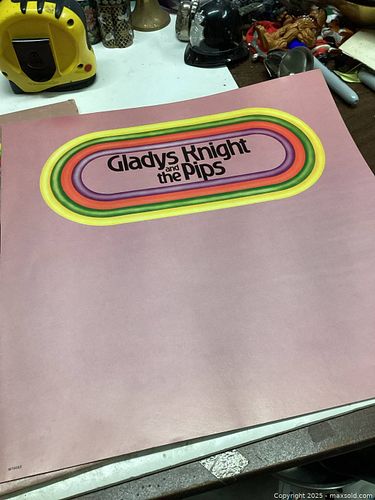 Gladys Knight
and
the Pips
Copyright 2025 - maxsold.com